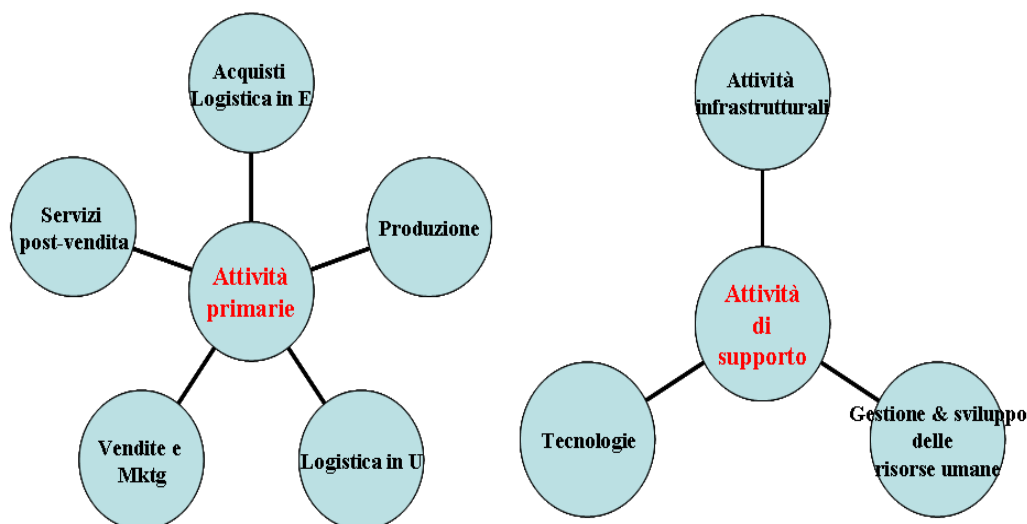 Acquisti
Logistica in E
Servizi
post-vendita
Produzione
Attività
primarie
Vendite e
Mktg
Logistica in U
Attività
infrastrutturali
Attività
di
supporto
Tecnologie
Gestione & sviluppo
delle
risorse umane